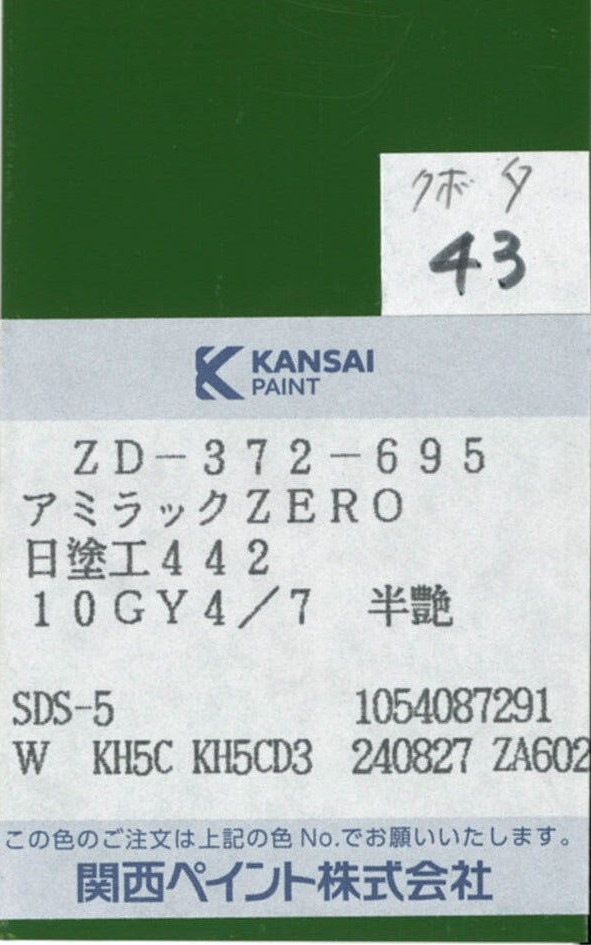 クボタ
43
KANSAI
PAINT
ZD-372-695
アミラックZERO
日塗工442
10GY4/7 半艶
SDS-5 1054087291
W KH5C KH5CD3 240827 ZA602
この色のご注文は上記の色No.でお願いいたします。
関西ペイント株式会社